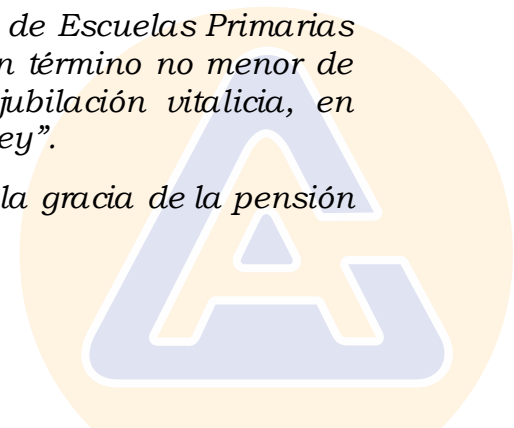 de Escuelas Primarias
n término no menor de
jubilación vitalicia, en
ey”.
la gracia de la pensión